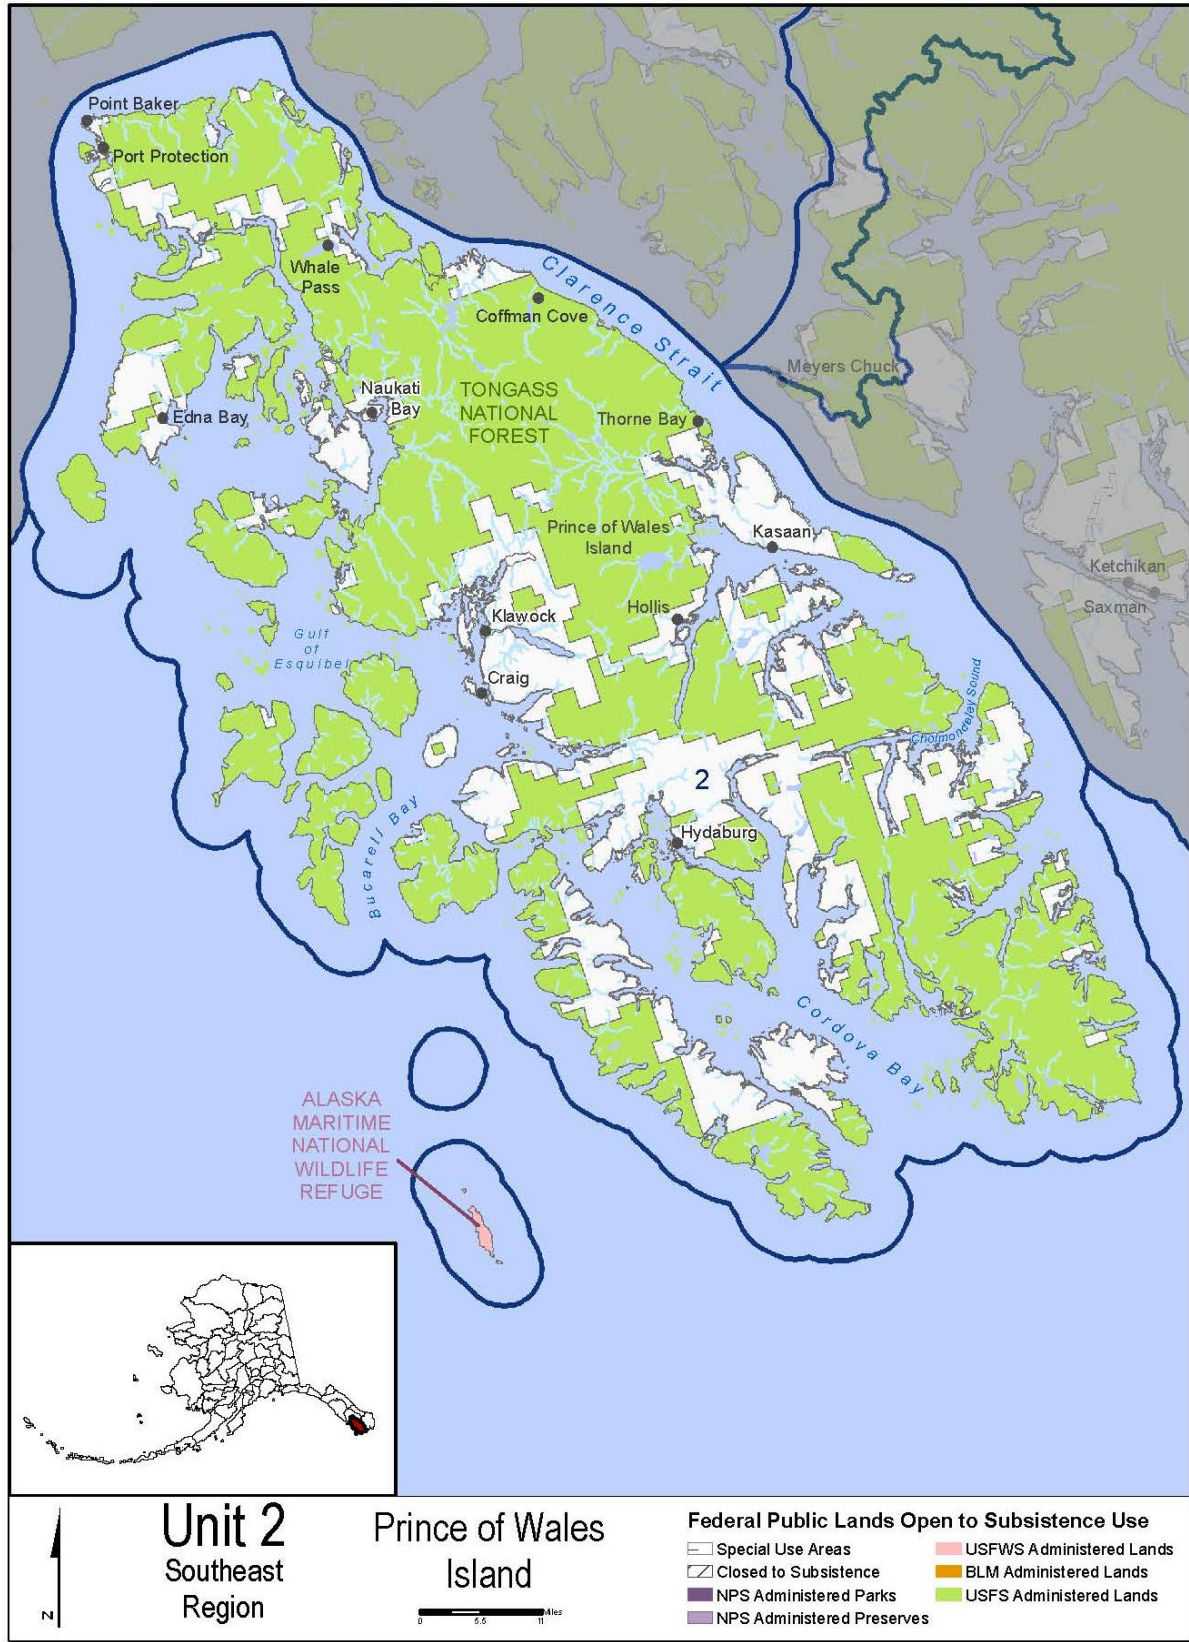 Point Baker
Port Protection
Whale
Pass
Coffman Cove
Clarence Strait
Meyers Chuck
Naukati
Bay
Edna Bay
TONGASS
NATIONAL
FOREST
Thorne Bay
Prince of Wales
Island
Kasaan
Ketchikan
Saxman
Hollis
Klawock
Gulf
of
Esquibel
Craig
Cholmondeley Sound
2
Bucarell Bay
Hydaburg
Cordova Bay
ALASKA
MARITIME
NATIONAL
WILDLIFE
REFUGE
N
Unit 2
Southeast
Region
Prince of Wales
Island
Miles
0 5.5 11
Federal Public Lands Open to Subsistence Use
Special Use Areas
Closed to Subsistence
NPS Administered Parks
NPS Administered Preserves
USFWS Administered Lands
BLM Administered Lands
USFS Administered Lands